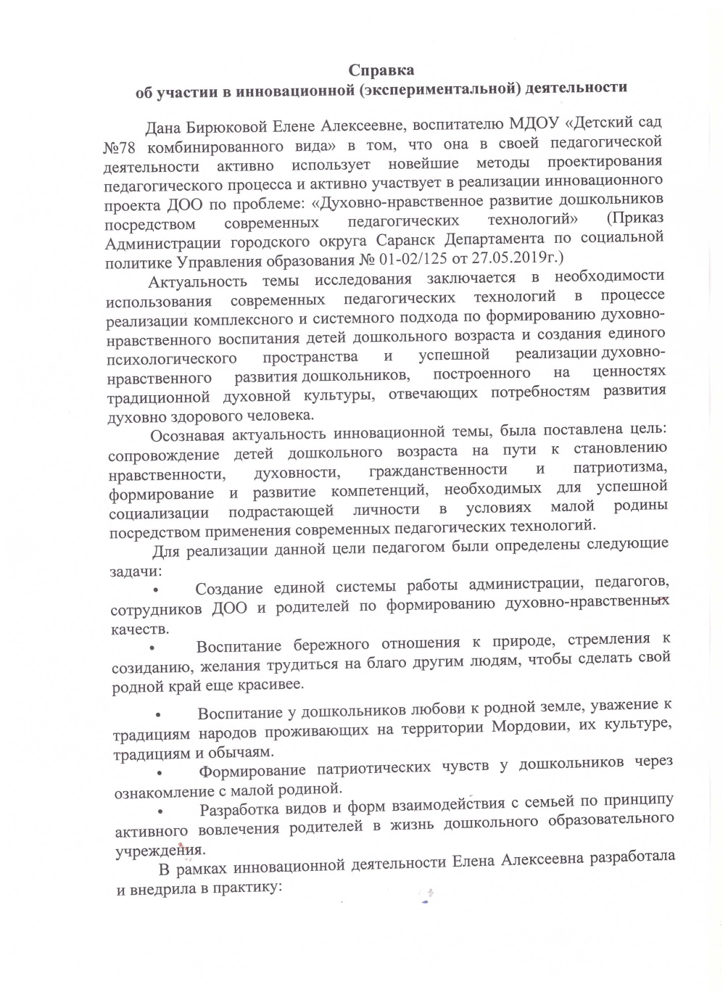 Справка
об участии в инновационной (экспериментальной) деятельности
Дана Бирюковой Елене Алексеевне, воспитателю МДОУ «Детский сад
№78 комбинированного вида» в том, что она в своей педагогической
деятельности активно использует новейшие методы проектирования
педагогического процесса и активно участвует в реализации инновационного
проекта ДОО по проблеме: «Духовно-нравственное развитие дошкольников
посредством современных педагогических технологий» (Приказ
Администрации городского округа Саранск Департамента по социальной
политике Управления образования № 01-02/125 от 27.05.2019г.)
Актуальность темы исследования заключается в необходимости
использования современных педагогических технологий в процессе
реализации комплексного и системного подхода по формированию духовно-
нравственного воспитания детей дошкольного возраста и создания единого
психологического пространства и успешной реализации духовно-
нравственного развития дошкольников, построенного на ценностях
традиционной духовной культуры, отвечающих потребностям развития
духовно здорового человека.
Осознавая актуальность инновационной темы, была поставлена цель:
сопровождение детей дошкольного возраста на пути к становлению
нравственности, духовности, гражданственности и патриотизма,
формирование и развитие компетенций, необходимых для успешной
социализации подрастающей личности в условиях малой родины
посредством применения современных педагогических технологий.
Для реализации данной цели педагогом были определены следующие
задачи:
• Создание единой системы работы администрации, педагогов,
сотрудников ДОО и родителей по формированию духовно-нравственных
качеств.
• Воспитание бережного отношения к природе, стремления к
созиданию, желания трудиться на благо другим людям, чтобы сделать свой
родной край еще красивее.
• Воспитание у дошкольников любови к родной земле, уважение к
традициям народов проживающих на территории Мордовии, их культуре,
традициям и обычаям.
• Формирование патриотических чувств у дошкольников через
ознакомление с малой родиной.
• Разработка видов и форм взаимодействия с семьей по принципу
активного вовлечения родителей в жизнь дошкольного образовательного
учреждения.
В рамках инновационной деятельности Елена Алексеевна разработала
и внедрила в практику: